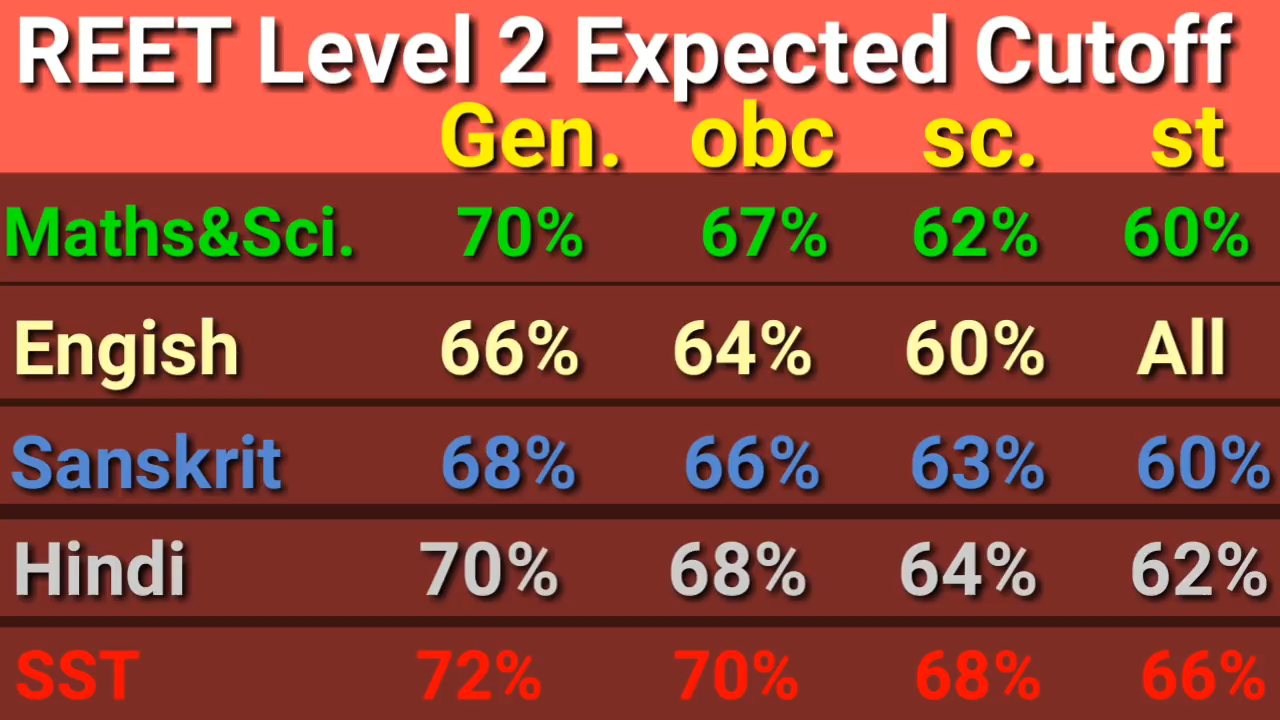 REET Level 2 Expected Cutoff
Gen. obc sc. st
Maths&Sci. 70% 67% 62% 60%
Engish 66% 64% 60% All
Sanskrit 68% 66% 63% 60%
Hindi 70% 68% 64% 62%
SST 72% 70% 68% 66%